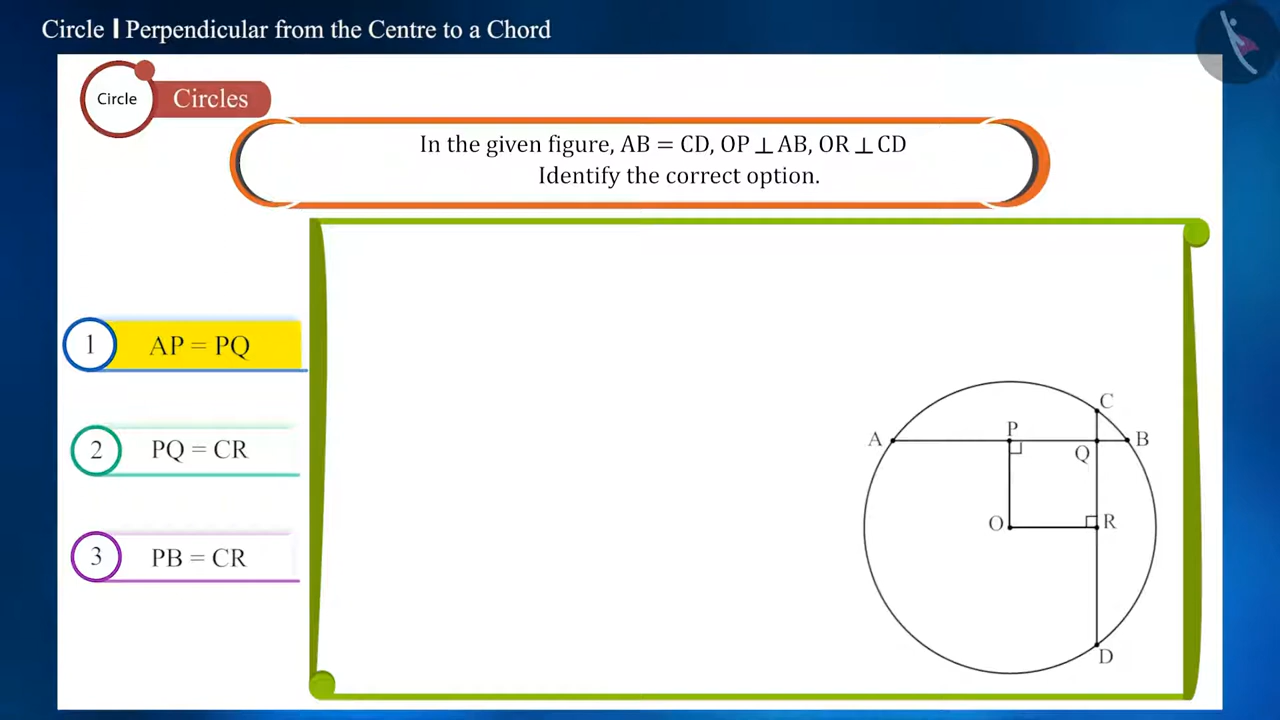 Circle | Perpendicular from the Centre to a Chord
Circle
Circles
In the given figure, AB = CD, OP ⊥ AB, OR ⊥ CD
Identify the correct option.
1 AP = PQ
2 PQ = CR
3 PB = CR
C
A
P
B
Q
O
R
D